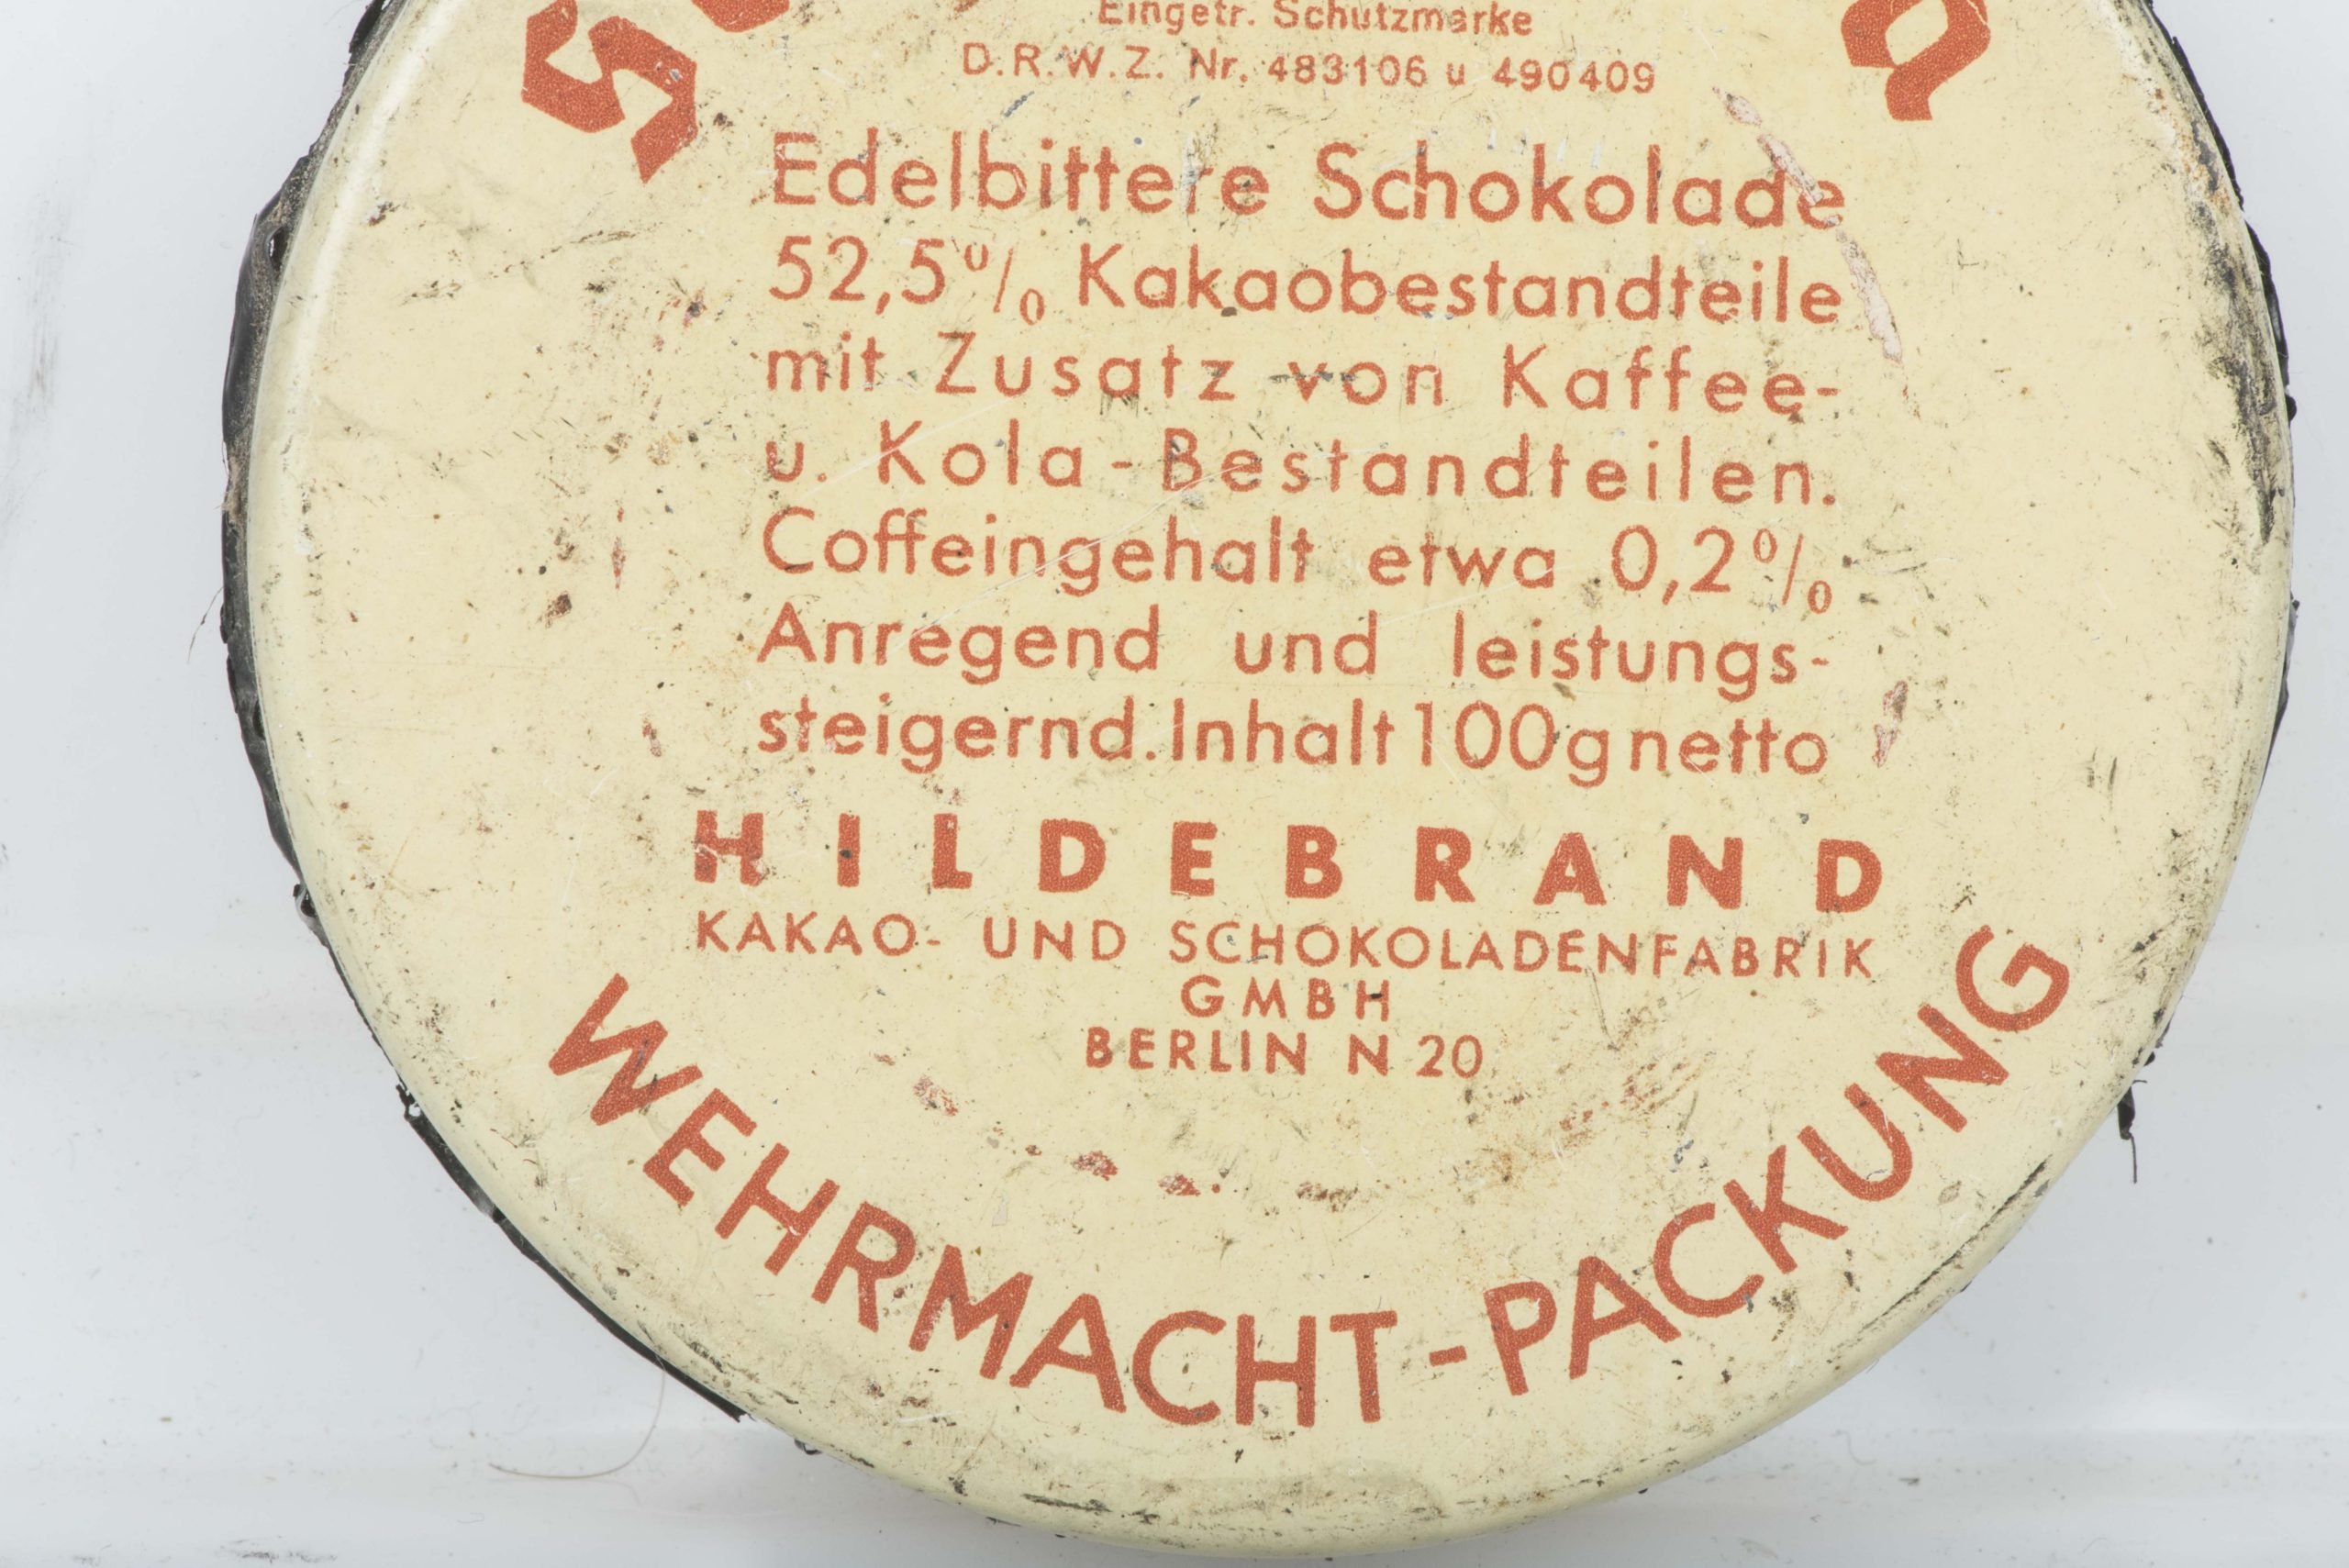 Eingetr. Schutzmarke
D.R.W.Z. Nr. 483106 u 490409
Edelbittere Schokolade
52,5% Kakaobestandteile
mit Zusatz von Kaffee-
u. Kola-Bestandteilen.
Coffeingehalt etwa 0,2%
Anregend und leistungs-
steigernd. Inhalt 100g netto
HILDEBRAND
KAKAO- UND SCHOKOLADENFABRIK
GMBH
BERLIN N 20
WEHRMACHT-PACKUNG